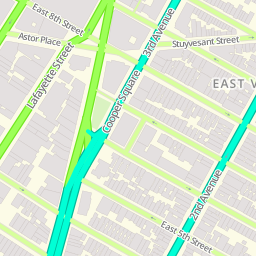 East 8th Street
Astor Place
Stuyvesant Street
3rd Avenue
Lafayette Street
EAST V
Cooper Square
2nd Avenue
East 5th Street